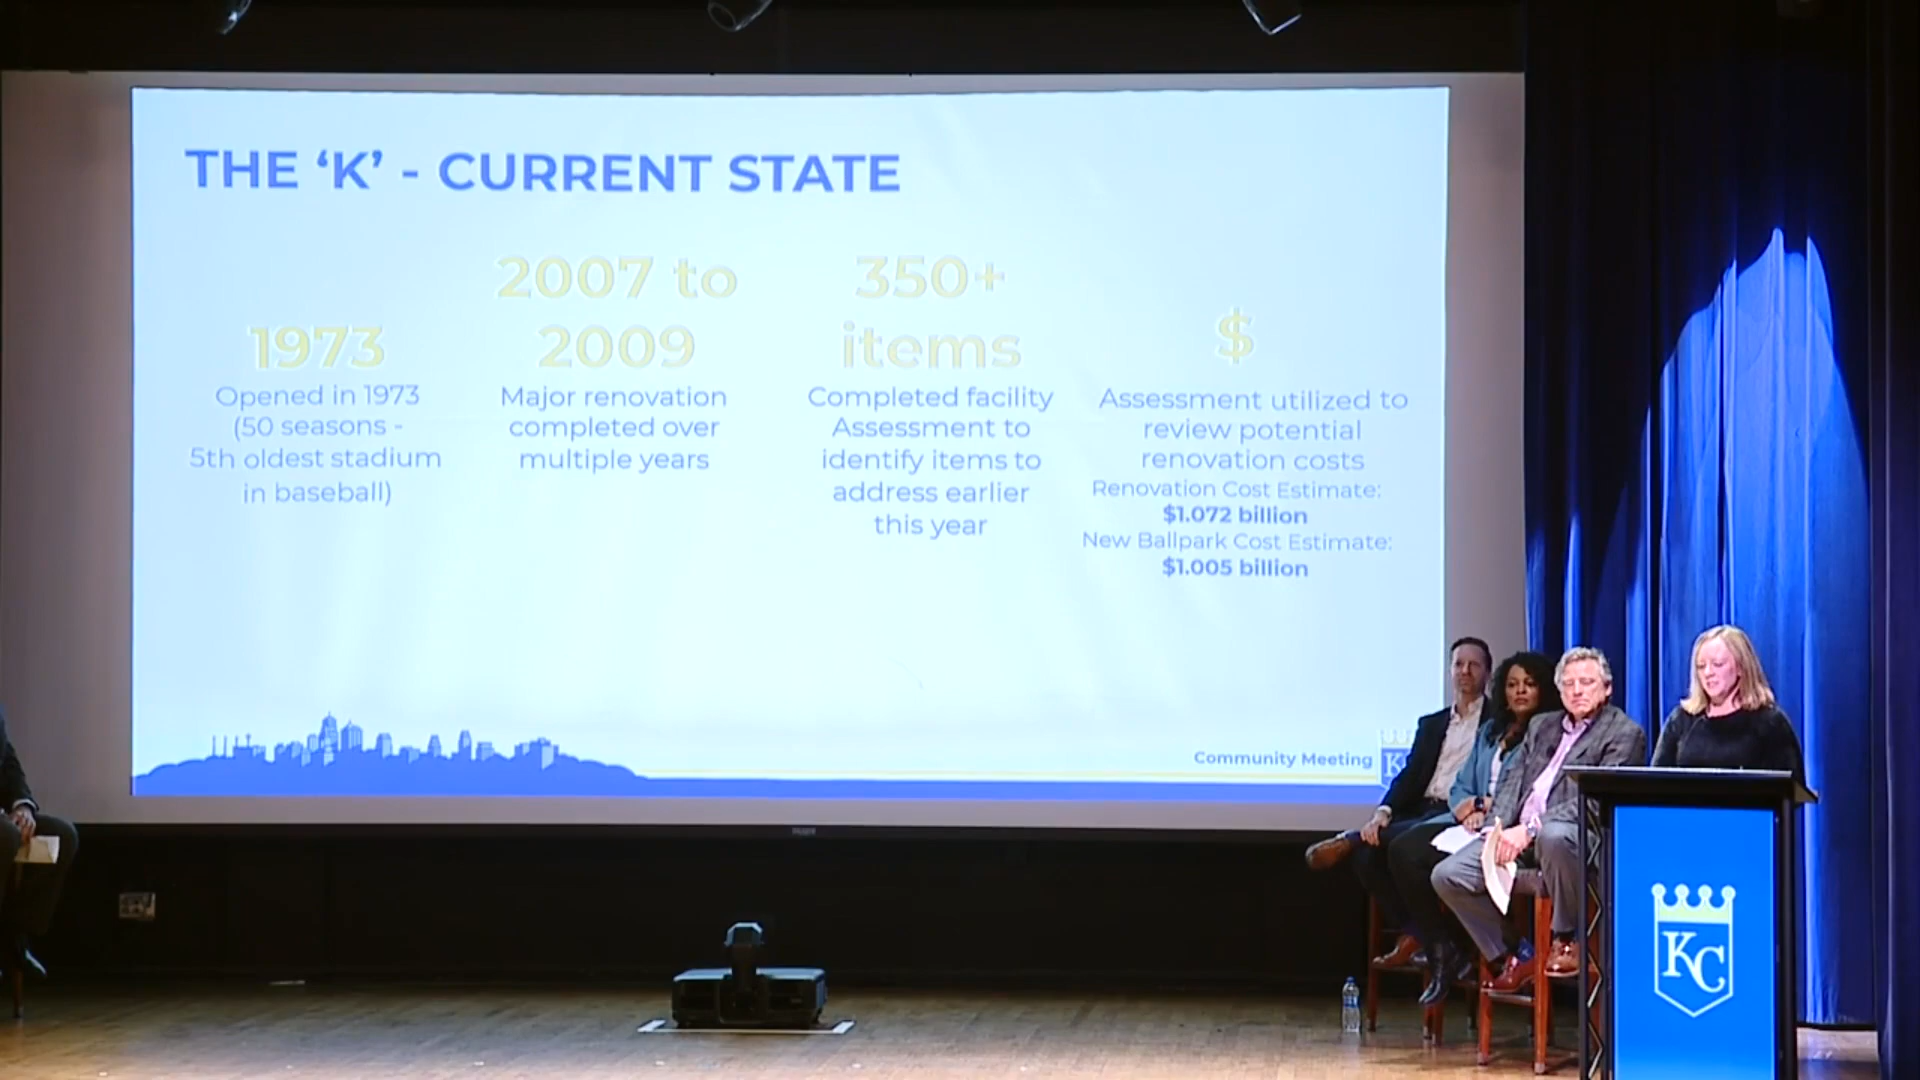 THE ‘K’ - CURRENT STATE
1973
Opened in 1973
(50 seasons -
5th oldest stadium
in baseball)
2007 to
2009
Major renovation
completed over
multiple years
350+
items
Completed facility
Assessment to
identify items to
address earlier
this year
$
Assessment utilized to
review potential
renovation costs
Renovation Cost Estimate:
$1.072 billion
New Ballpark Cost Estimate:
$1.005 billion
Community Meeting
KC